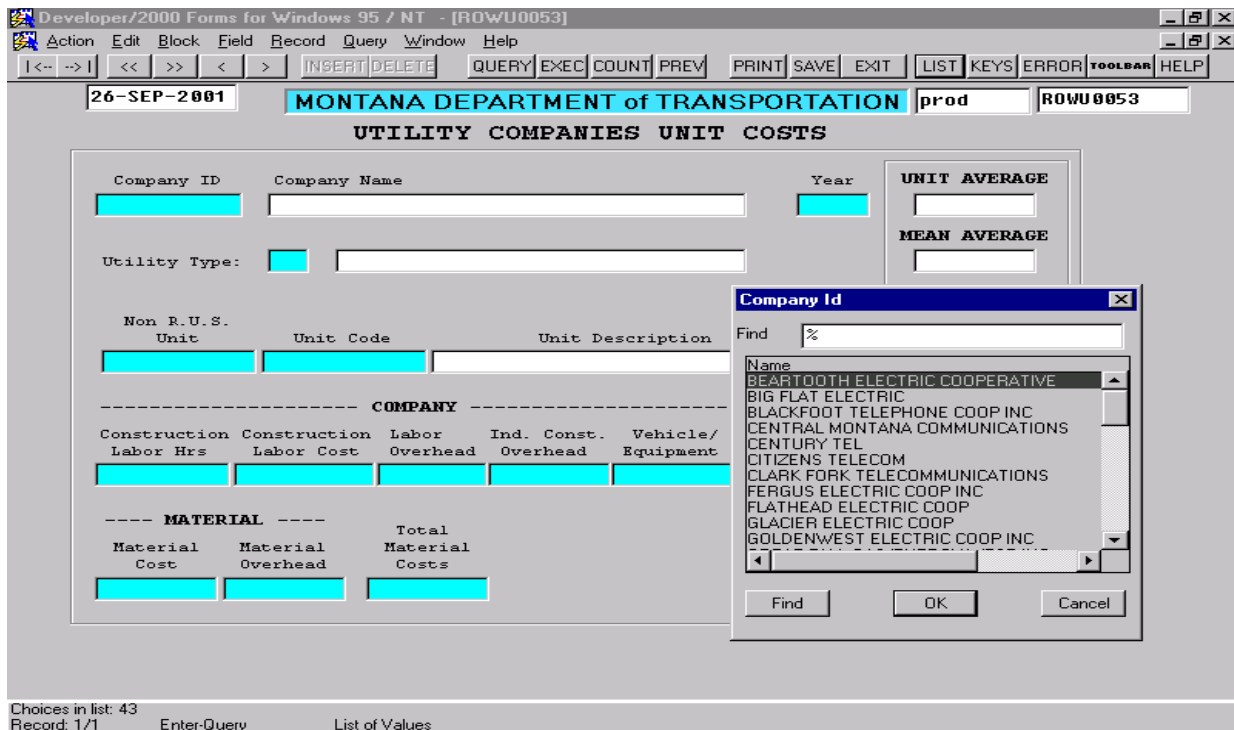 Developer/2000 Forms for Windows 95 / NT - [ROWU0053]
Action Edit Block Field Record Query Window Help
|<-- -->| << >> < > INSERT DELETE QUERY EXEC COUNT PREV PRINT SAVE EXIT LIST KEYS ERROR TOOLBAR HELP
26-SEP-2001 MONTANA DEPARTMENT of TRANSPORTATION prod ROWU0053
UTILITY COMPANIES UNIT COSTS
Company ID Company Name Year UNIT AVERAGE
MEAN AVERAGE
Utility Type:
Non R.U.S.
Unit Unit Code Unit Description
---------------------- COMPANY ----------------------
Construction Construction Labor Ind. Const. Vehicle/
Labor Hrs Labor Cost Overhead Overhead Equipment
---- MATERIAL ----
Total
Material Material Material
Cost Overhead Costs
Company Id
Find %
Name
BEARTOOTH ELECTRIC COOPERATIVE
BIG FLAT ELECTRIC
BLACKFOOT TELEPHONE COOP INC
CENTRAL MONTANA COMMUNICATIONS
CENTURY TEL
CITIZENS TELECOM
CLARK FORK TELECOMMUNICATIONS
FERGUS ELECTRIC COOP INC
FLATHEAD ELECTRIC COOP
GLACIER ELECTRIC COOP
GOLDENWEST ELECTRIC COOP INC
Find OK Cancel
Choices in list: 43
Record: 1/1 Enter-Query List of Values